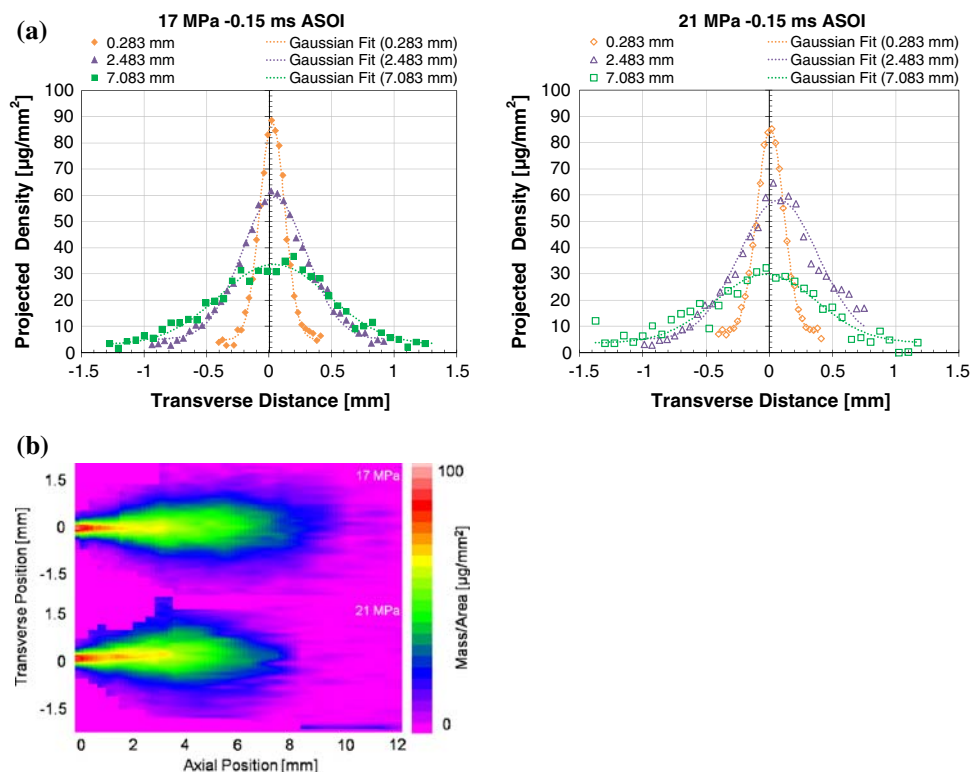 (a)
17 MPa -0.15 ms ASOI
0.283 mm
Gaussian Fit (0.283 mm)
2.483 mm
Gaussian Fit (2.483 mm)
7.083 mm
Gaussian Fit (7.083 mm)
Projected Density [µg/mm²]
100
90
80
70
60
50
40
30
20
10
0
-1.5 -1 -0.5 0 0.5 1 1.5
Transverse Distance [mm]
21 MPa -0.15 ms ASOI
0.283 mm
Gaussian Fit (0.283 mm)
2.483 mm
Gaussian Fit (2.483 mm)
7.083 mm
Gaussian Fit (7.083 mm)
Projected Density [µg/mm²]
100
90
80
70
60
50
40
30
20
10
0
-1.5 -1 -0.5 0 0.5 1 1.5
Transverse Distance [mm]
(b)
Transverse Position [mm]
1.5
0
-1.5
17 MPa
1.5
0
-1.5
21 MPa
0 2 4 6 8 10 12
Axial Position [mm]
100
0
Mass/Area [µg/mm²]